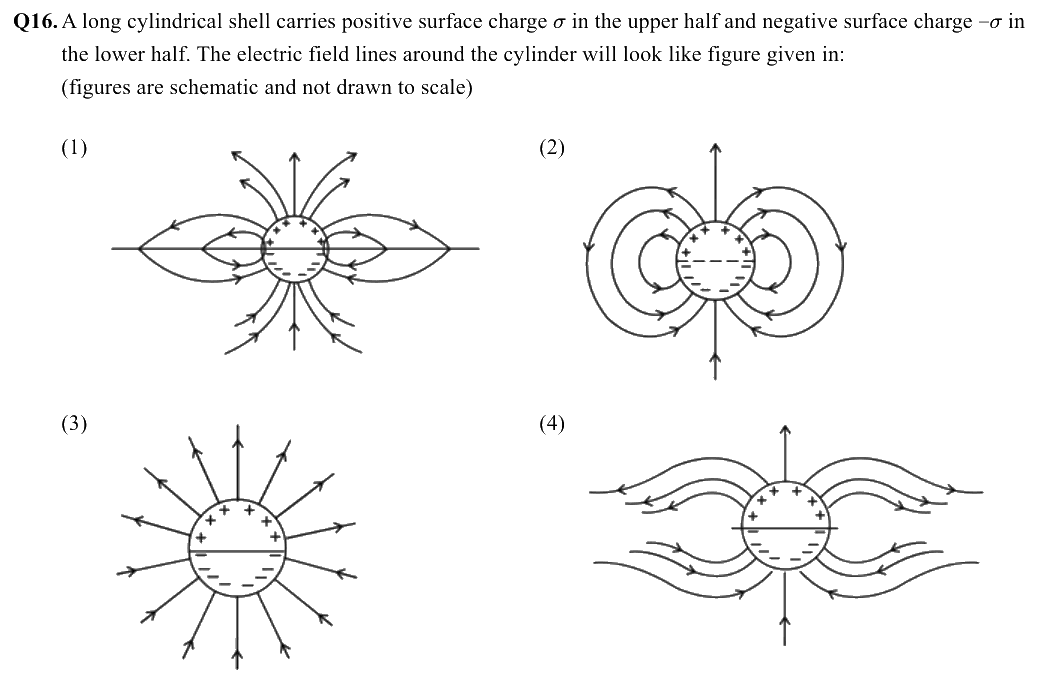 Q16. A long cylindrical shell carries positive surface charge σ in the upper half and negative surface charge –σ in
the lower half. The electric field lines around the cylinder will look like figure given in:
(figures are schematic and not drawn to scale)
(1)
(2)
(3)
(4)